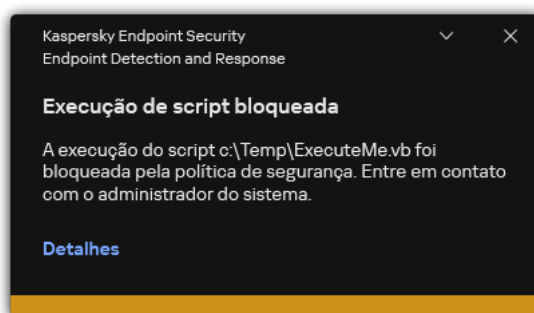 Kaspersky Endpoint Security
Endpoint Detection and Response
Execução de script bloqueada
A execução do script c:\Temp\ExecuteMe.vb foi
bloqueada pela política de segurança. Entre em contato
com o administrador do sistema.
Detalhes